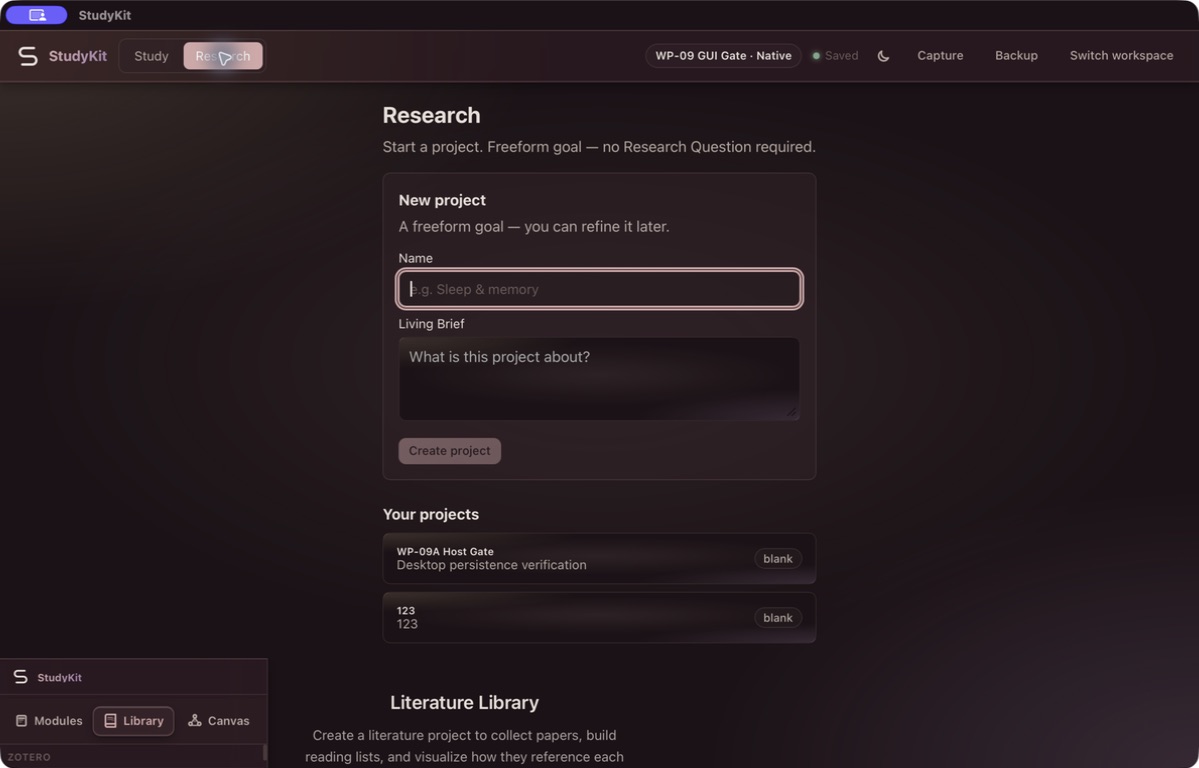 StudyKit
StudyKit
Study
Research
WP-09 GUI Gate · Native
Saved
Capture
Backup
Switch workspace
Research
Start a project. Freeform goal — no Research Question required.
New project
A freeform goal — you can refine it later.
Name
e.g. Sleep & memory
Living Brief
What is this project about?
Create project
Your projects
WP-09A Host Gate
Desktop persistence verification
blank
123
123
blank
StudyKit
Modules
Library
Canvas
ZOTERO
Literature Library
Create a literature project to collect papers, build
reading lists, and visualize how they reference each